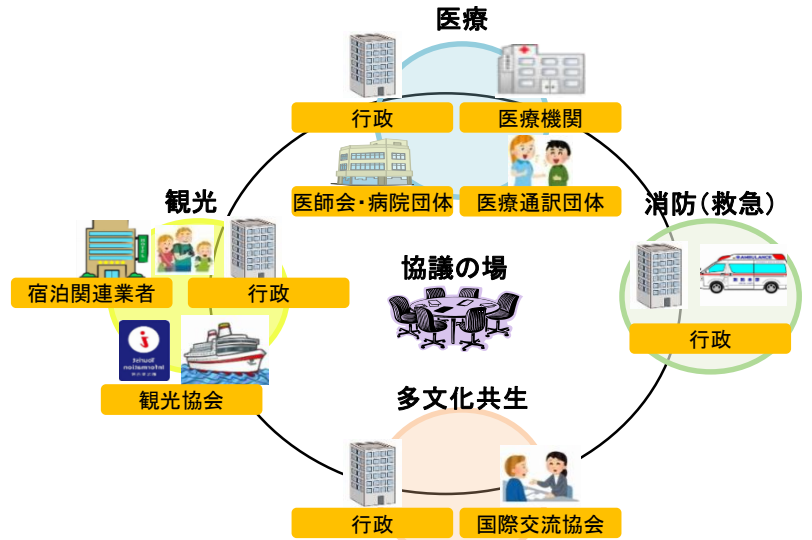 医療
行政
医療機関
医師会・病院団体
医療通訳団体
観光
消防(救急)
宿泊関連業者
行政
協議の場
AMBULANCE
行政
観光協会
多文化共生
行政
国際交流協会